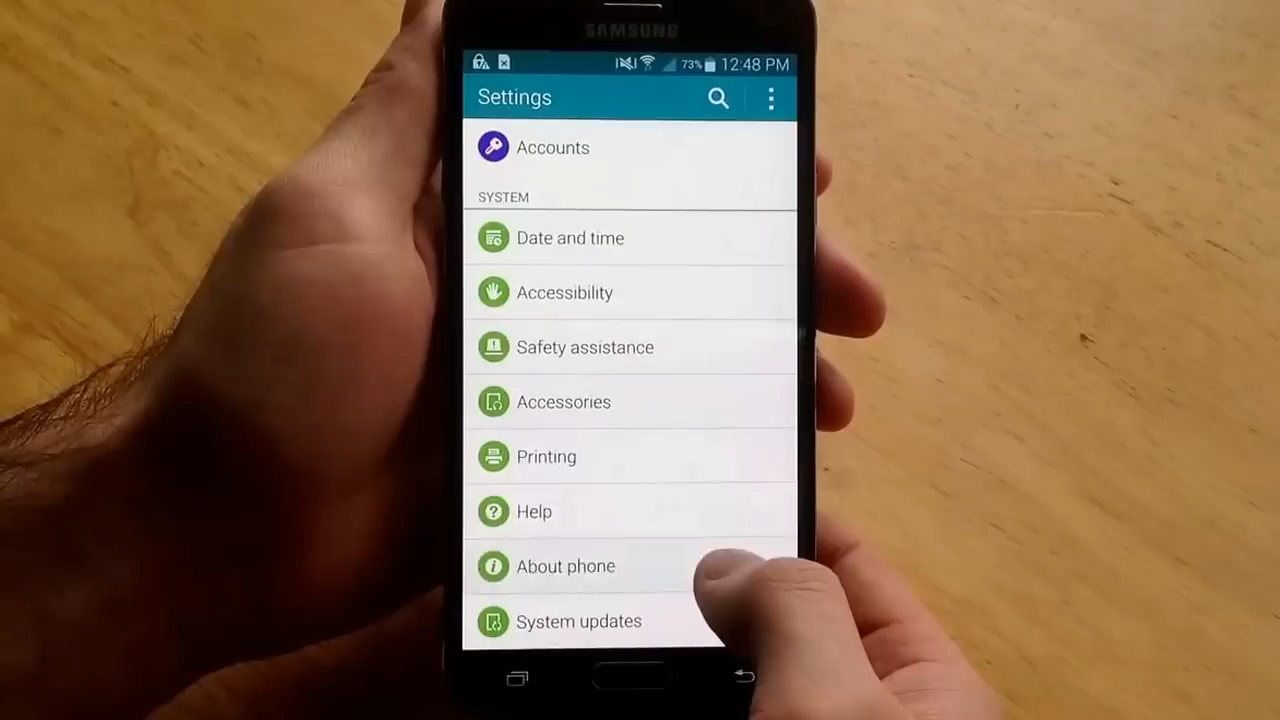 SAMSUNG
73% 12:48 PM
Settings
Accounts
SYSTEM
Date and time
Accessibility
Safety assistance
Accessories
Printing
Help
About phone
System updates